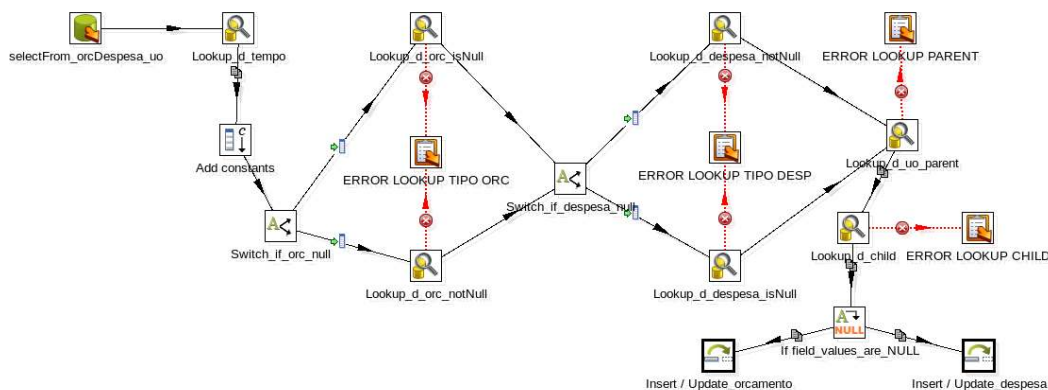 selectFrom_orcDespesa_uo
Lookup_d_tempo
Lookup_d_orc_isNull
Lookup_d_despesa_notNull
ERROR LOOKUP PARENT
C
Add constants
ERROR LOOKUP TIPO ORC
A
Switch_if_despesa_null
ERROR LOOKUP TIPO DESP
Lookup_d_uo_parent
A
Switch_if_orc_null
Lookup_d_orc_notNull
Lookup_d_despesa_isNull
Lookup_d_child
ERROR LOOKUP CHILD
A
NULL
If field_values_are_NULL
Insert / Update_orcamento
Insert / Update_despesa